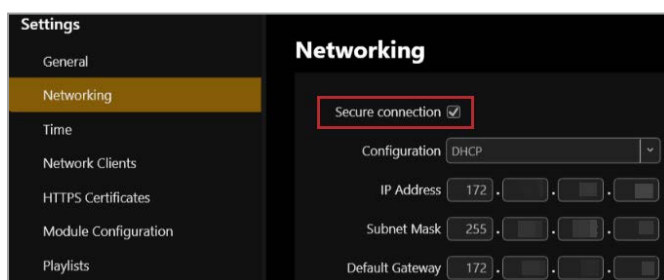 Settings
General
Networking
Time
Network Clients
HTTPS Certificates
Module Configuration
Playlists
Networking
Secure connection
Configuration DHCP
IP Address 172 . . .
Subnet Mask 255 . . .
Default Gateway 172 . . .